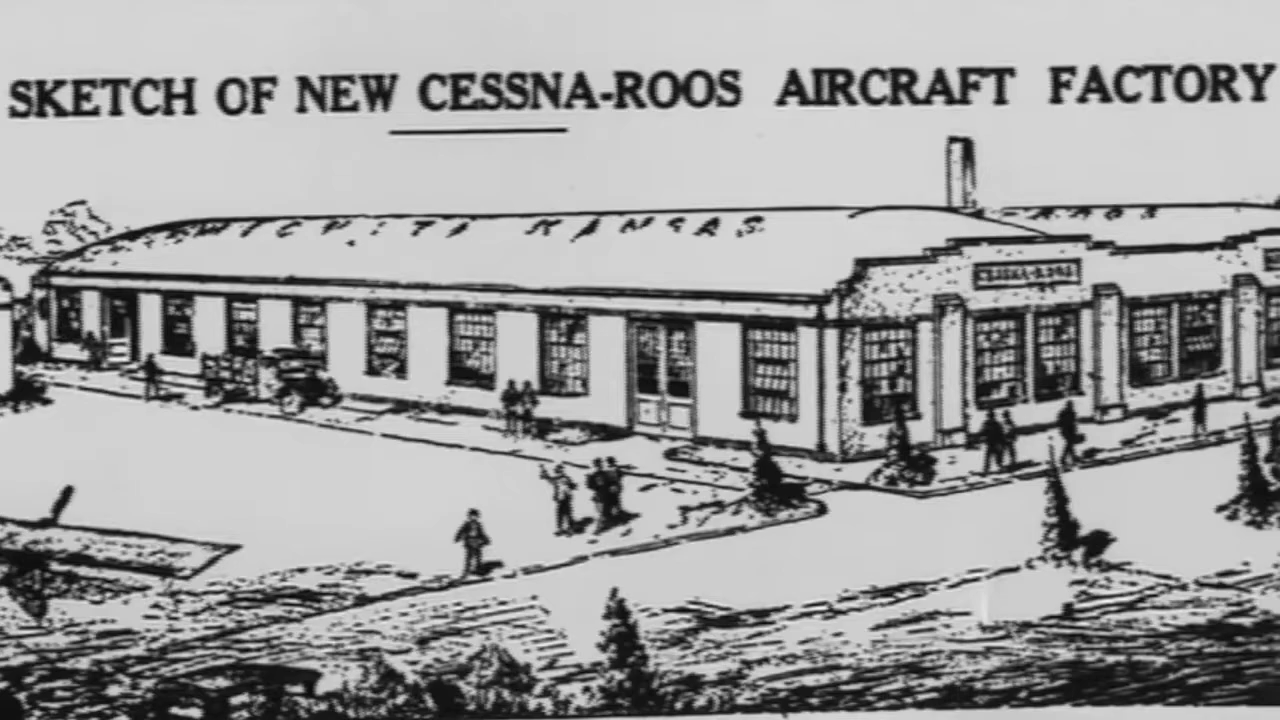 SKETCH OF NEW CESSNA-ROOS AIRCRAFT FACTORY
WICHITA KANSAS
CESSNA-ROOS